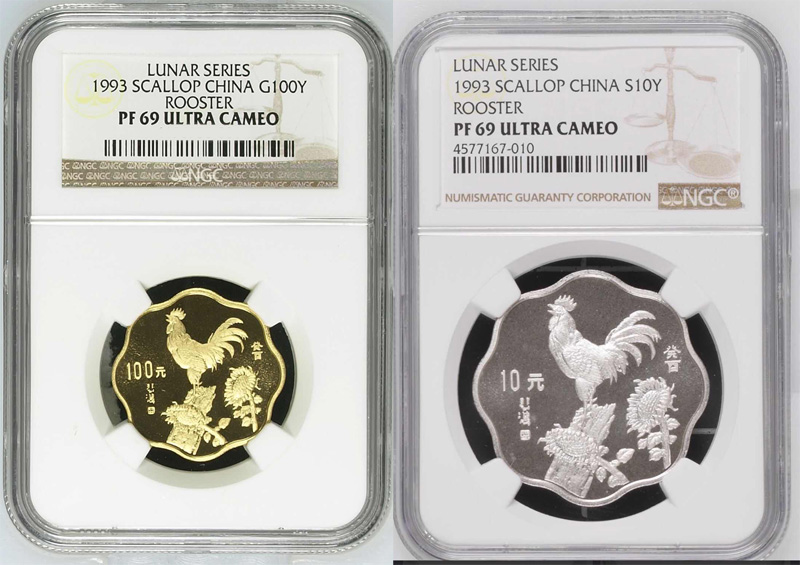 LUNAR SERIES
1993 SCALLOP CHINA G100Y
ROOSTER
PF 69 ULTRA CAMEO
NGC
100元
癸酉
LUNAR SERIES
1993 SCALLOP CHINA S10Y
ROOSTER
PF 69 ULTRA CAMEO
4577167-010
NUMISMATIC GUARANTY CORPORATION
NGC®
10元
癸酉